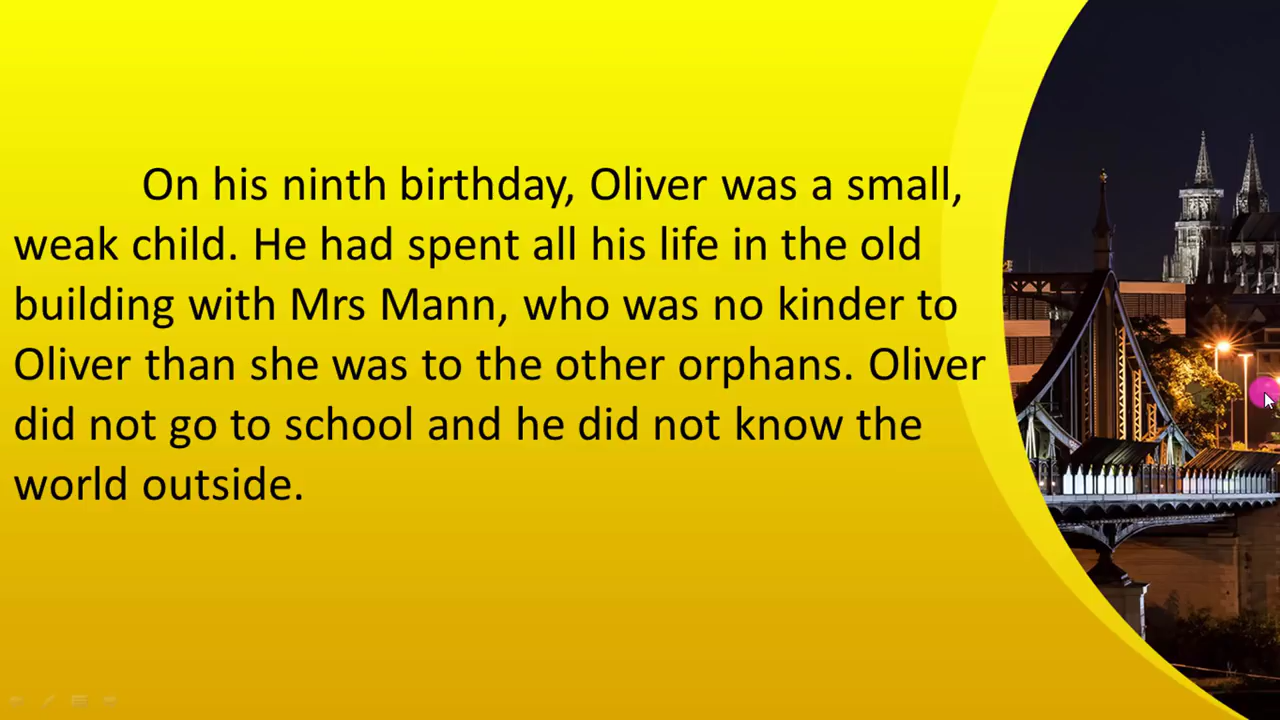 On his ninth birthday, Oliver was a small,
weak child. He had spent all his life in the old
building with Mrs Mann, who was no kinder to
Oliver than she was to the other orphans. Oliver
did not go to school and he did not know the
world outside.